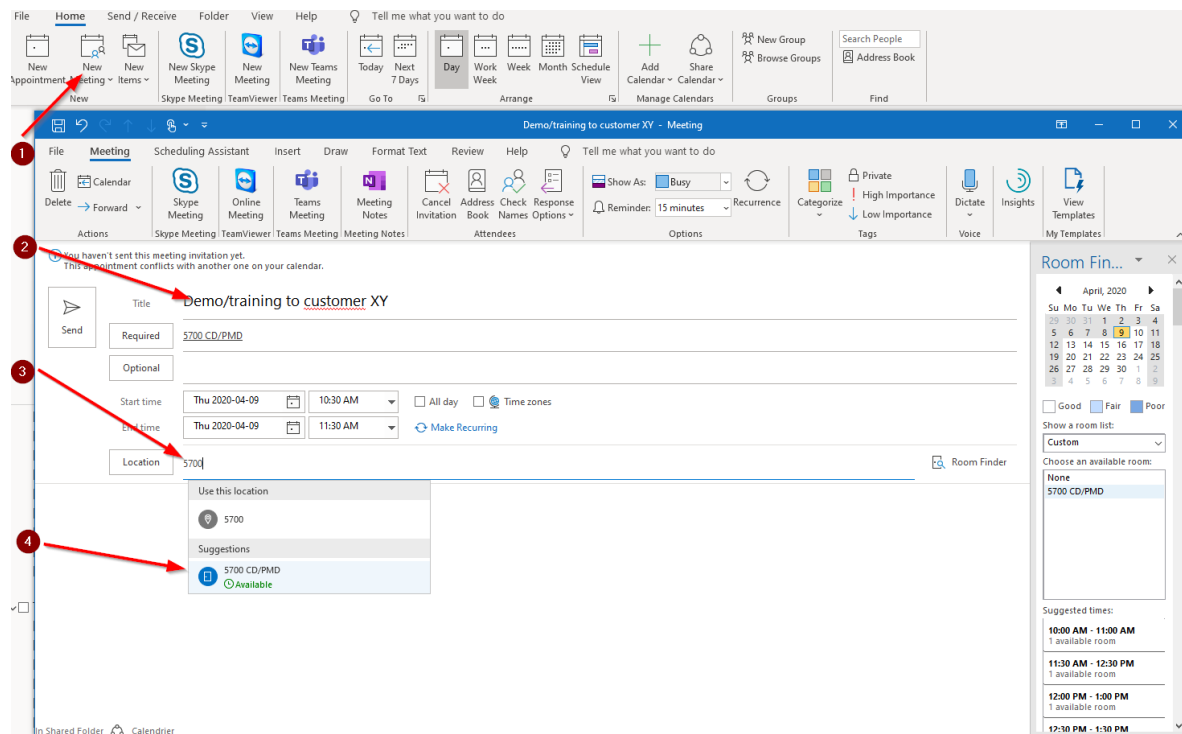 File Home Send / Receive Folder View Help Tell me what you want to do
New Appointment
New Meeting
New Items
New Skype Meeting
New Meeting
New Teams Meeting
Today
Next 7 Days
Day
Work Week
Week
Month
Schedule View
Add Calendar
Share Calendar
New Group
Browse Groups
Search People
Address Book
New Skype Meeting TeamViewer Teams Meeting Go To Arrange Manage Calendars Groups Find
1
Demo/training to customer XY - Meeting
File Meeting Scheduling Assistant Insert Draw Format Text Review Help Tell me what you want to do
Delete
Calendar
Forward
Skype Meeting
Online Meeting
Teams Meeting
Meeting Notes
Cancel Invitation
Address Book
Check Names
Response Options
Show As: Busy
Reminder: 15 minutes
Recurrence
Categorize
Private
High Importance
Low Importance
Dictate
Insights
View Templates
Actions Skype Meeting TeamViewer Teams Meeting Meeting Notes Attendees Options Tags Voice My Templates
2
You haven't sent this meeting invitation yet.
This appointment conflicts with another one on your calendar.
Send
Title Demo/training to customer XY
Required 5700 CD/PMD
Optional
3
Start time Thu 2020-04-09 10:30 AM All day Time zones
End time Thu 2020-04-09 11:30 AM Make Recurring
Location 5700 Room Finder
Use this location
5700
Suggestions
4
5700 CD/PMD
Available
Room Fin...
April, 2020
Su Mo Tu We Th Fr Sa
29 30 31 1 2 3 4
5 6 7 8 9 10 11
12 13 14 15 16 17 18
19 20 21 22 23 24 25
26 27 28 29 30 1 2
3 4 5 6 7 8 9
Good Fair Poor
Show a room list:
Custom
Choose an available room:
None
5700 CD/PMD
Suggested times:
10:00 AM - 11:00 AM
1 available room
11:30 AM - 12:30 PM
1 available room
12:00 PM - 1:00 PM
1 available room
12:30 PM - 1:30 PM
In Shared Folder Calendrier